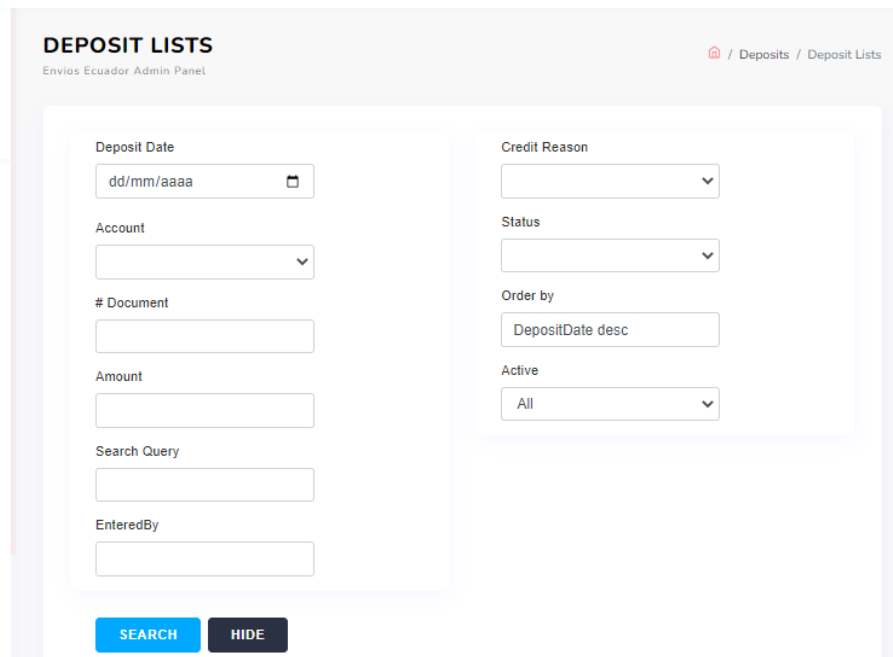 DEPOSIT LISTS
Envios Ecuador Admin Panel
/ Deposits / Deposit Lists
Deposit Date
dd/mm/aaaa
Account
# Document
Amount
Search Query
EnteredBy
Credit Reason
Status
Order by
DepositDate desc
Active
All
SEARCH
HIDE